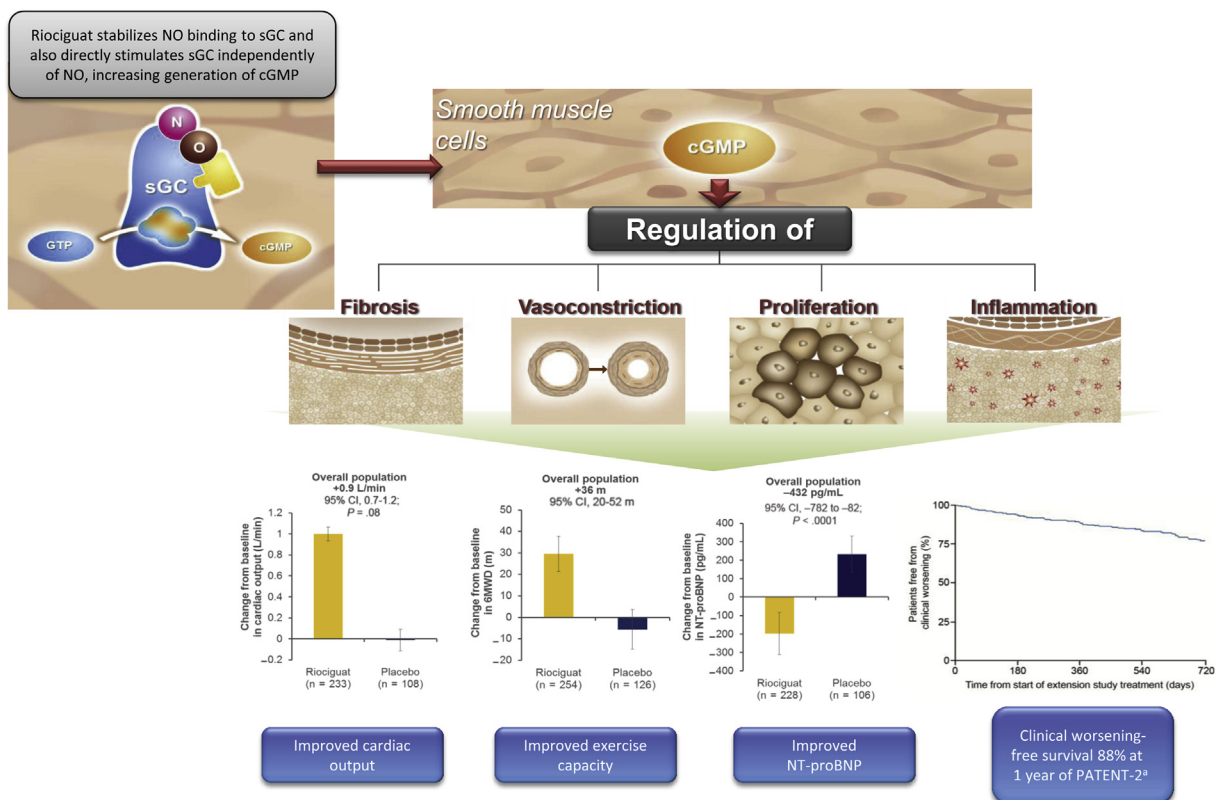 Riociguat stabilizes NO binding to sGC and
also directly stimulates sGC independently
of NO, increasing generation of cGMP
N
O
sGC
GTP
cGMP
Smooth muscle
cells
cGMP
Regulation of
Fibrosis
Vasoconstriction
Proliferation
Inflammation
Overall population
+0.9 L/min
95% CI, 0.7-1.2;
P = .08
Change from baseline
in cardiac output (L/min)
1.2
1
0.8
0.6
0.4
0.2
0
–0.2
Riociguat
(n = 233)
Placebo
(n = 108)
Improved cardiac
output
Overall population
+36 m
95% CI, 20-52 m
Change from baseline
in 6MWD (m)
50
40
30
20
10
0
–10
–20
Riociguat
(n = 254)
Placebo
(n = 126)
Improved exercise
capacity
Overall population
–432 pg/mL
95% CI, –782 to –82;
P < .0001
Change from baseline
in NT-proBNP (pg/mL)
400
300
200
100
0
–100
–200
–300
–400
Riociguat
(n = 228)
Placebo
(n = 106)
Improved
NT-proBNP
Patients free from
clinical worsening (%)
100
75
50
25
0
0
180
360
540
720
Time from start of extension study treatment (days)
Clinical worsening-
free survival 88% at
1 year of PATENT-2ª